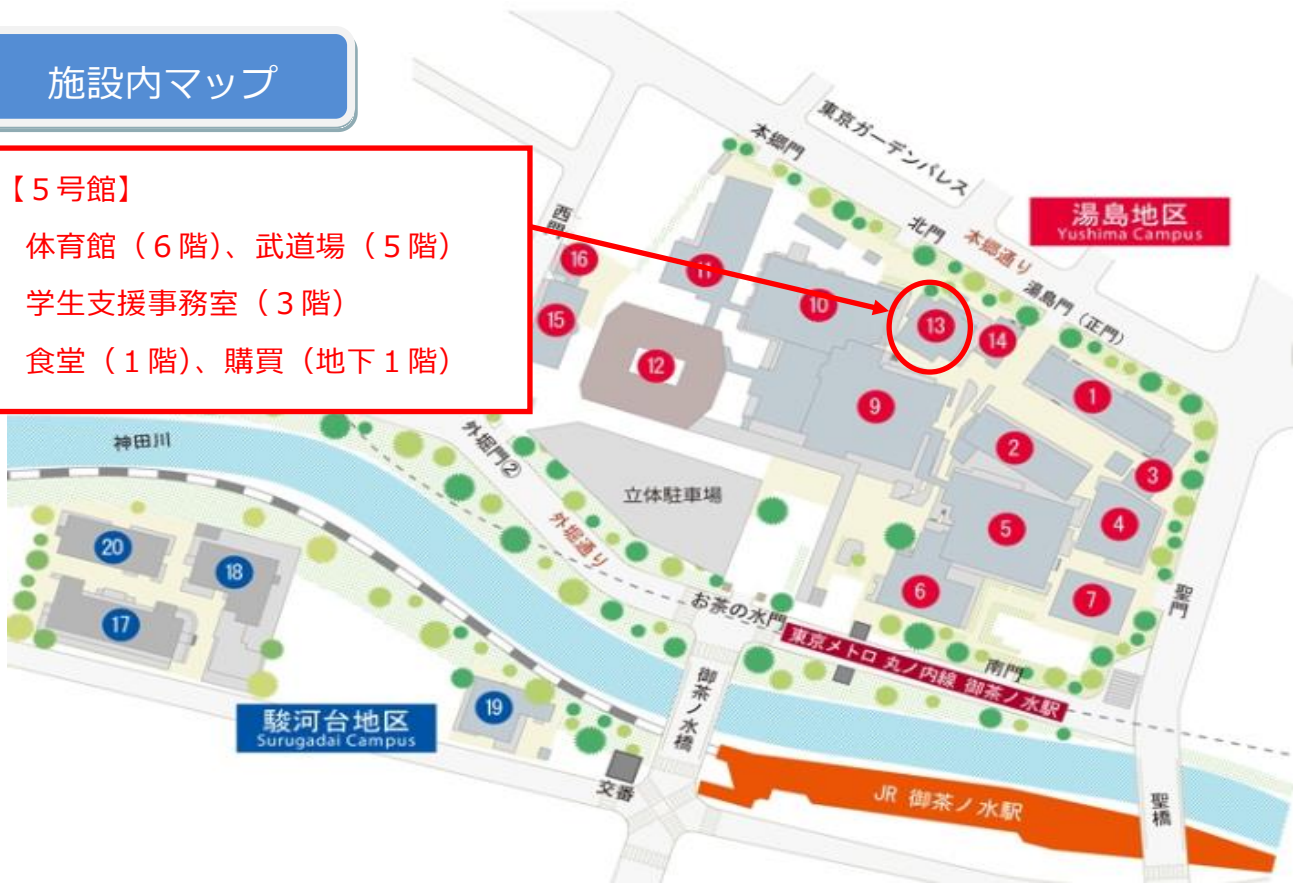 施設内マップ
【５号館】
体育館（６階）、武道場（５階）
学生支援事務室（３階）
食堂（１階）、購買（地下１階）
東京ガーデンパレス
本郷門
湯島地区
Yushima Campus
西門
北門
本郷通り
湯島門（正門）
16
11
10
13
14
15
12
9
1
2
3
神田川
外堀門②
立体駐車場
5
4
外堀通り
20
18
6
7
聖門
17
お茶の水門
東京メトロ 丸ノ内線 御茶ノ水駅
南門
駿河台地区
Surugadai Campus
19
御茶ノ水橋
交番
JR 御茶ノ水駅
聖橋